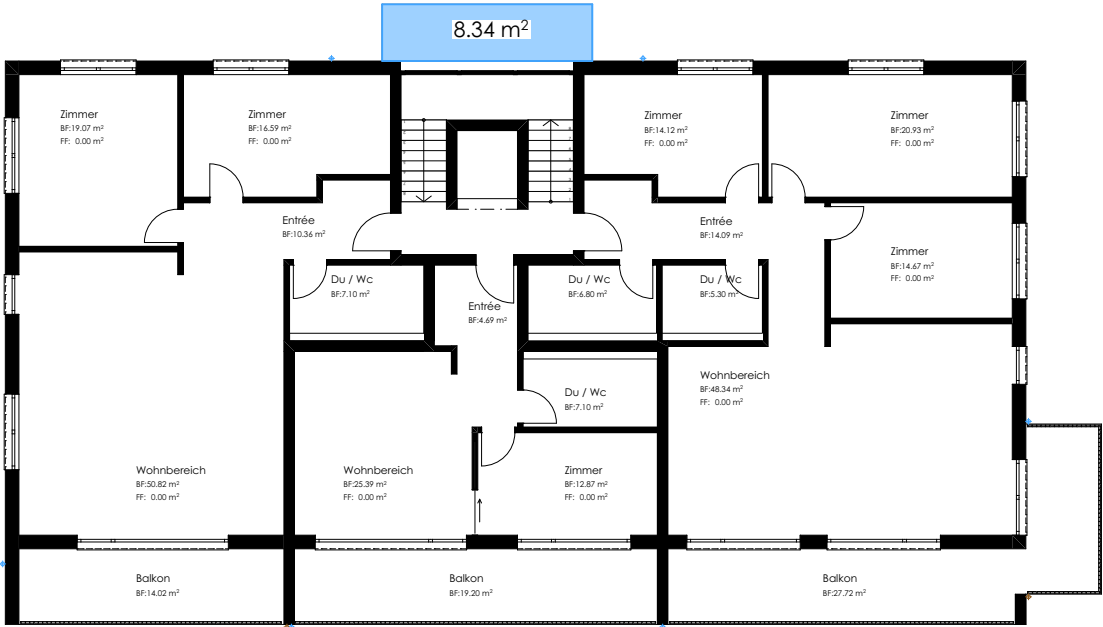 8.34 m²
Zimmer
BF:19.07 m²
FF: 0.00 m²
Zimmer
BF:16.59 m²
FF: 0.00 m²
Zimmer
BF:14.12 m²
FF: 0.00 m²
Zimmer
BF:20.93 m²
FF: 0.00 m²
Entrée
BF:10.36 m²
Entrée
BF:14.09 m²
Zimmer
BF:14.67 m²
FF: 0.00 m²
Du / Wc
BF:7.10 m²
Entrée
BF:4.69 m²
Du / Wc
BF:6.80 m²
Du / Wc
BF:5.30 m²
Wohnbereich
BF:48.34 m²
FF: 0.00 m²
Du / Wc
BF:7.10 m²
Wohnbereich
BF:50.82 m²
FF: 0.00 m²
Wohnbereich
BF:25.39 m²
FF: 0.00 m²
Zimmer
BF:12.87 m²
FF: 0.00 m²
Balkon
BF:14.02 m²
Balkon
BF:19.20 m²
Balkon
BF:27.72 m²